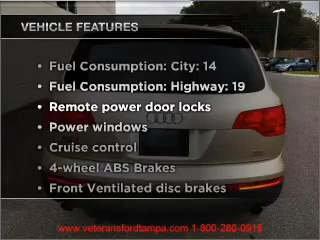 VEHICLE FEATURES
• Fuel Consumption: City: 14
• Fuel Consumption: Highway: 19
• Remote power door locks
• Power windows
• Cruise control
• 4-wheel ABS Brakes
• Front Ventilated disc brakes
www.veteransfordtampa.com 1-800-280-0916